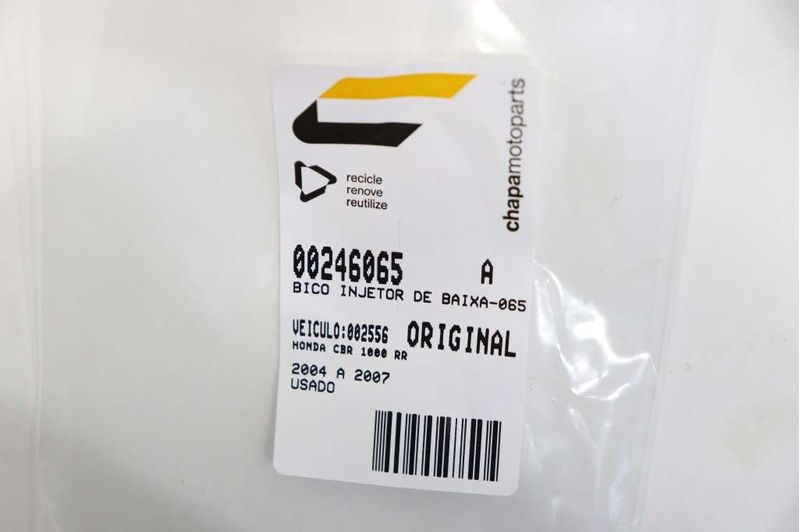 chapamotoparts
recicle
renove
reutilize
00246065 A
BICO INJETOR DE BAIXA-065
VEICULO:002556 ORIGINAL
HONDA CBR 1000 RR
2004 A 2007
USADO